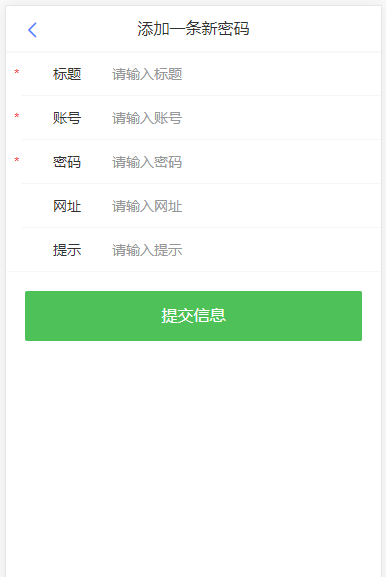 添加一条新密码
* 标题 请输入标题
* 账号 请输入账号
* 密码 请输入密码
网址 请输入网址
提示 请输入提示
提交信息